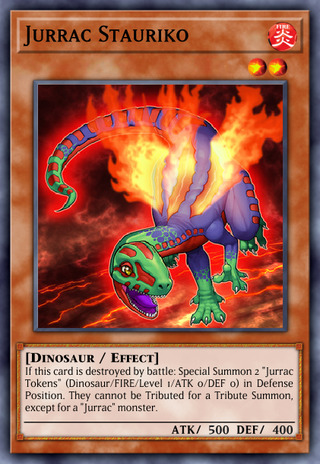 Jurrac Stauriko
FIRE
炎
[Dinosaur / Effect]
If this card is destroyed by battle: Special Summon 2 "Jurrac
Tokens" (Dinosaur/FIRE/Level 1/ATK 0/DEF 0) in Defense
Position. They cannot be Tributed for a Tribute Summon,
except for a "Jurrac" monster.
ATK/ 500 DEF/ 400